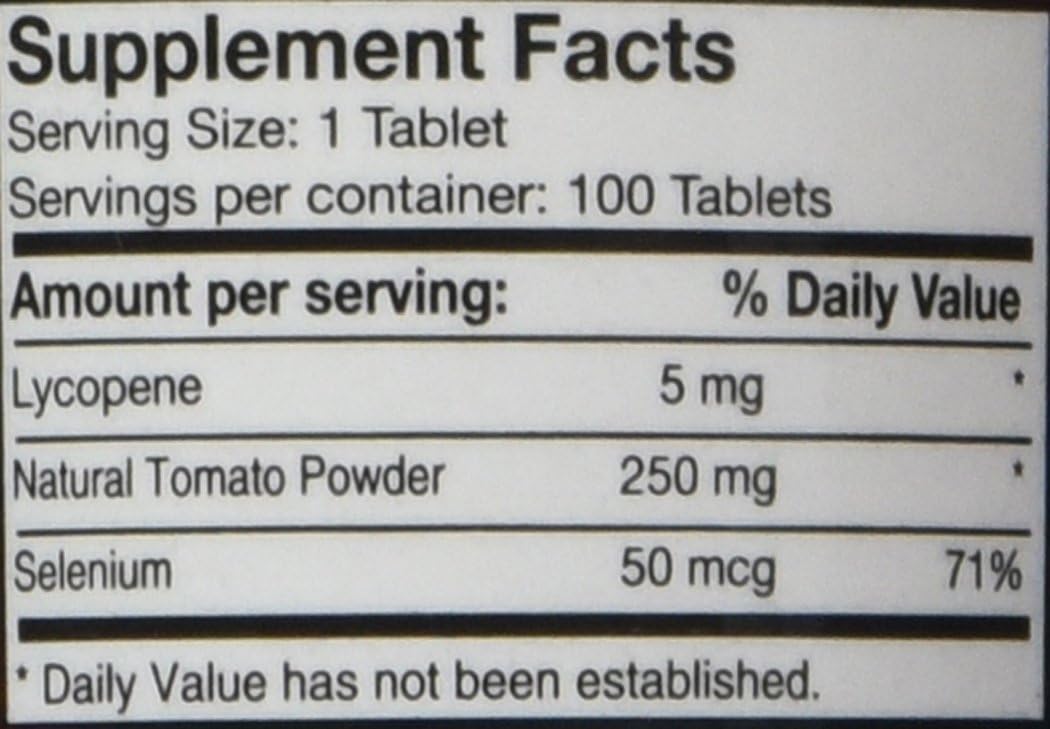 Supplement Facts
Serving Size: 1 Tablet
Servings per container: 100 Tablets
Amount per serving: % Daily Value
Lycopene 5 mg *
Natural Tomato Powder 250 mg *
Selenium 50 mcg 71%
* Daily Value has not been established.